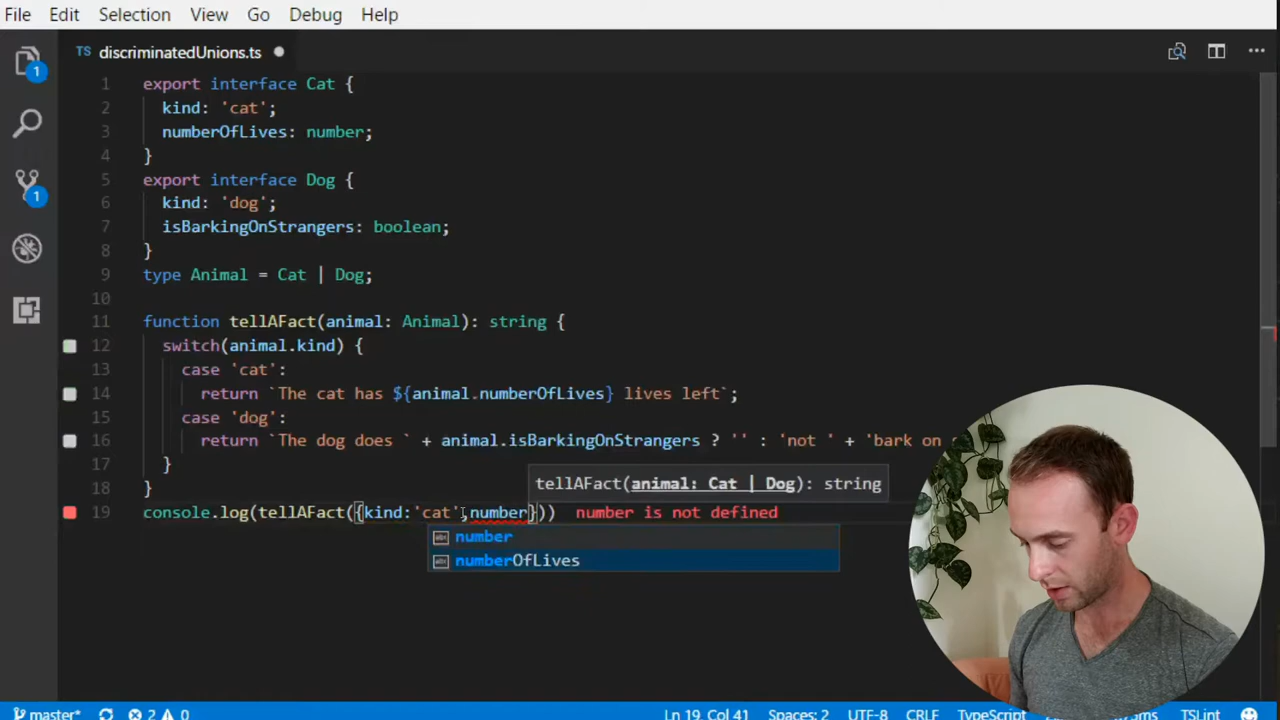 File Edit Selection View Go Debug Help
TS discriminatedUnions.ts
1 export interface Cat {
2 kind: 'cat';
3 numberOfLives: number;
4 }
5 export interface Dog {
6 kind: 'dog';
7 isBarkingOnStrangers: boolean;
8 }
9 type Animal = Cat | Dog;
10
11 function tellAFact(animal: Animal): string {
12 switch(animal.kind) {
13 case 'cat':
14 return `The cat has ${animal.numberOfLives} lives left`;
15 case 'dog':
16 return `The dog does ` + animal.isBarkingOnStrangers ? '' : 'not ' + 'bark on
17 }
tellAFact(animal: Cat | Dog): string
18 }
19 console.log(tellAFact({kind:'cat',number})) number is not defined
number
numberOfLives
1
1
master* 2 0 Ln 19, Col 41 Spaces: 2 UTF-8 CRLF TypeScript TSLint